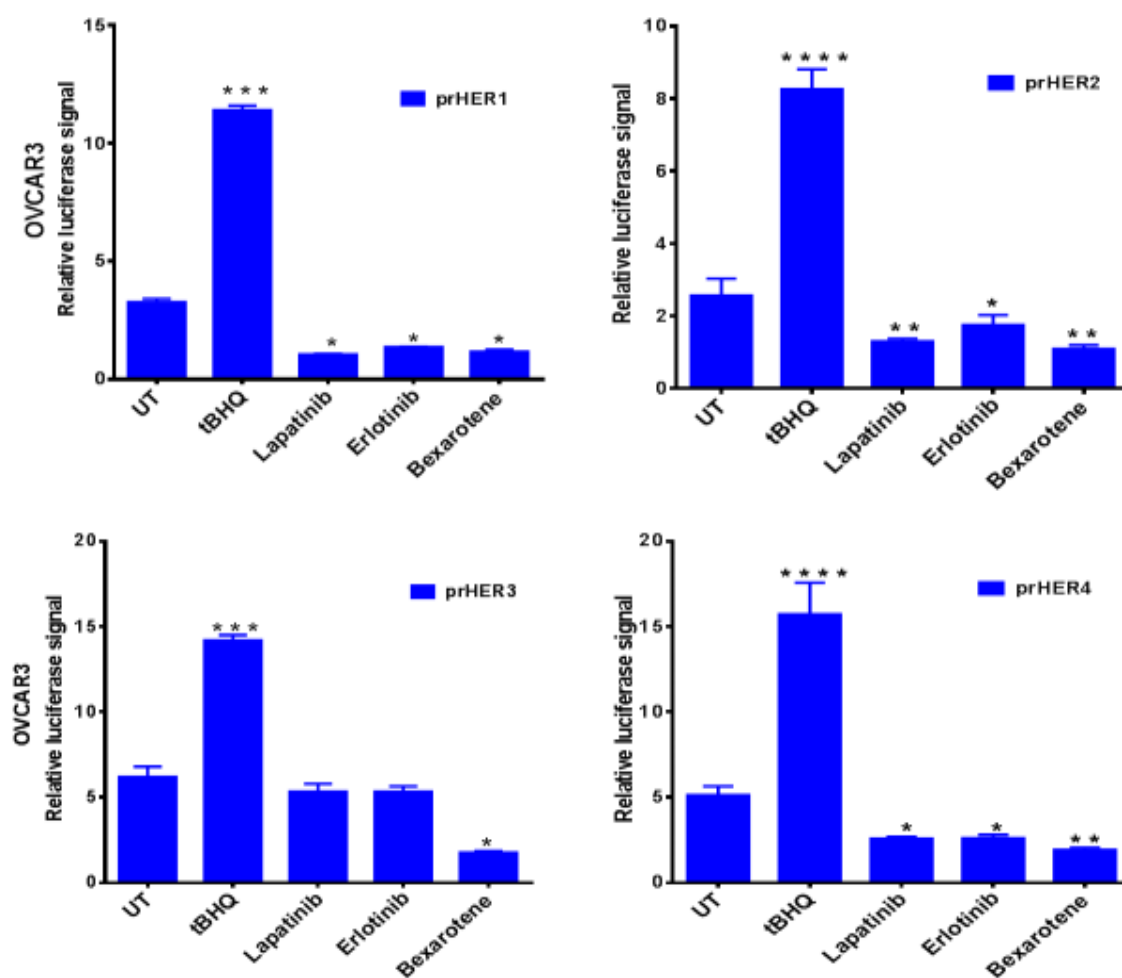 OVCAR3
Relative luciferase signal
15
10
5
0
* * *
*
*
*
prHER1
UT
tBHQ
Lapatinib
Erlotinib
Bexarotene
Relative luciferase signal
10
8
6
4
2
0
* * * *
* *
*
* *
prHER2
UT
tBHQ
Lapatinib
Erlotinib
Bexarotene
OVCAR3
Relative luciferase signal
20
15
10
5
0
* * *
*
prHER3
UT
tBHQ
Lapatinib
Erlotinib
Bexarotene
Relative luciferase signal
20
15
10
5
0
* * * *
*
*
* *
prHER4
UT
tBHQ
Lapatinib
Erlotinib
Bexarotene